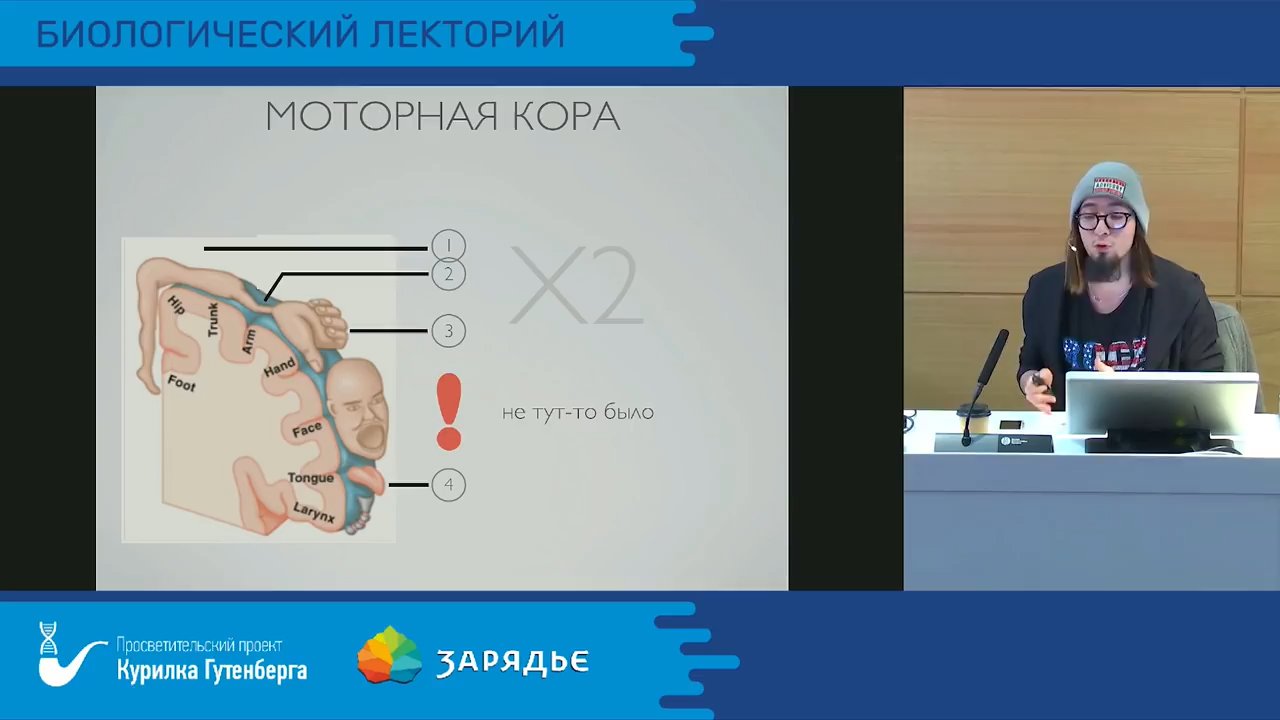 БИОЛОГИЧЕСКИЙ ЛЕКТОРИЙ
МОТОРНАЯ КОРА
1
2
X2
3
Hip
Trunk
Arm
Hand
Foot
Face
не тут-то было
Tongue
4
Larynx
ADVISORY
Просветительский проект
Курилка Гутенберга
ЗАРЯДЬЕ